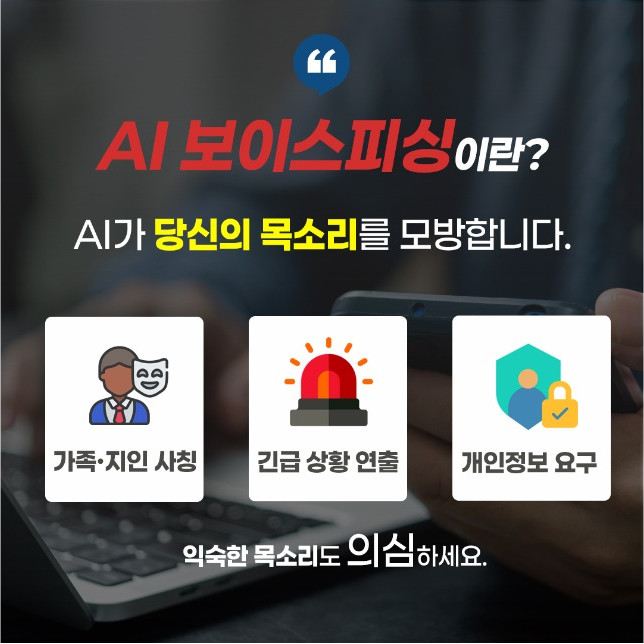 AI 보이스피싱이란?
AI가 당신의 목소리를 모방합니다.
가족·지인 사칭
긴급 상황 연출
개인정보 요구
익숙한 목소리도 의심하세요.